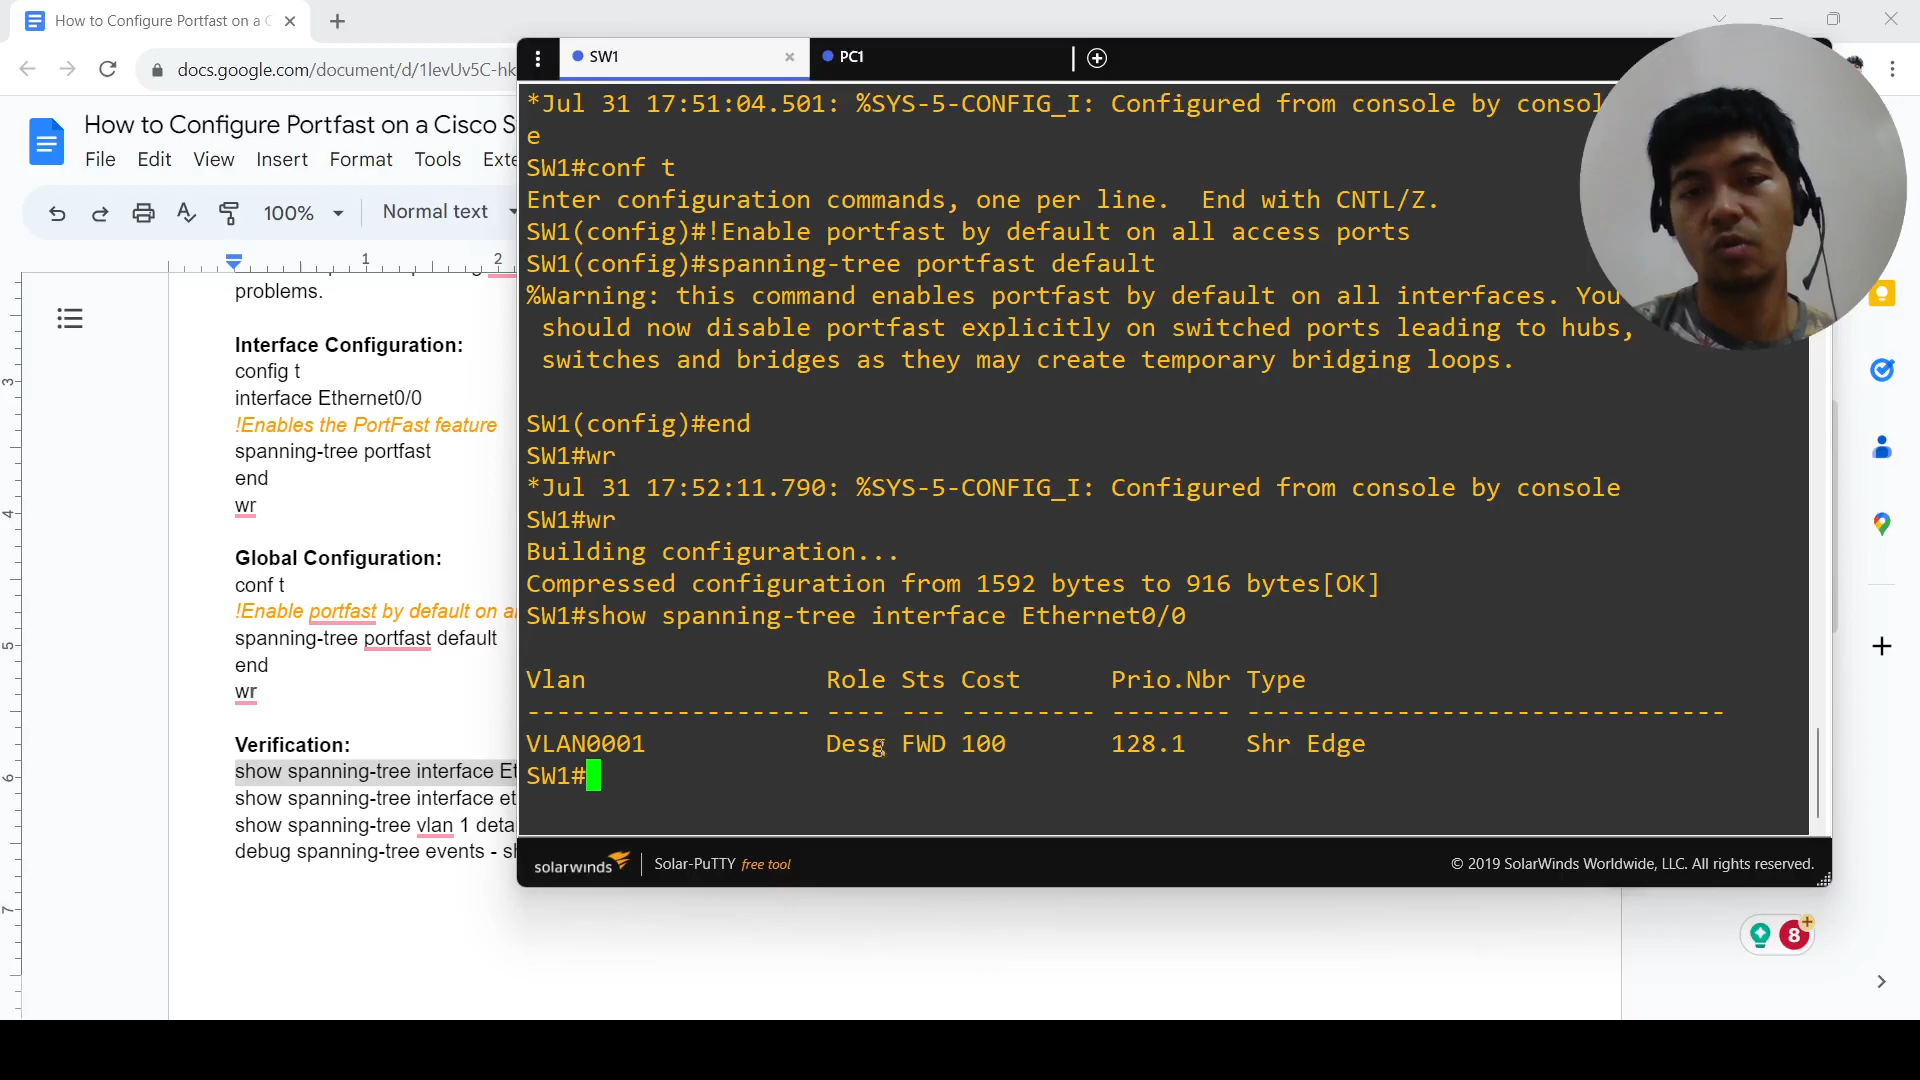 How to Configure Portfast on a C
docs.google.com/document/d/1levUv5C-hk
How to Configure Portfast on a Cisco S
File Edit View Insert Format Tools Exte
100% Normal text
1 2
problems.
Interface Configuration:
config t
interface Ethernet0/0
!Enables the PortFast feature
spanning-tree portfast
end
wr
Global Configuration:
conf t
!Enable portfast by default on a
spanning-tree portfast default
end
wr
Verification:
show spanning-tree interface Et
show spanning-tree interface et
show spanning-tree vlan 1 deta
debug spanning-tree events - sh
3
4
5
6
7
SW1 PC1
*Jul 31 17:51:04.501: %SYS-5-CONFIG_I: Configured from console by consol
e
SW1#conf t
Enter configuration commands, one per line.  End with CNTL/Z.
SW1(config)#!Enable portfast by default on all access ports
SW1(config)#spanning-tree portfast default
%Warning: this command enables portfast by default on all interfaces. You
should now disable portfast explicitly on switched ports leading to hubs,
switches and bridges as they may create temporary bridging loops.
SW1(config)#end
SW1#wr
*Jul 31 17:52:11.790: %SYS-5-CONFIG_I: Configured from console by console
SW1#wr
Building configuration...
Compressed configuration from 1592 bytes to 916 bytes[OK]
SW1#show spanning-tree interface Ethernet0/0
Vlan Role Sts Cost Prio.Nbr Type
------------------- ---- --- --------- -------- --------------------------------
VLAN0001 Desg FWD 100 128.1 Shr Edge
SW1#
solarwinds Solar-PuTTY free tool © 2019 SolarWinds Worldwide, LLC. All rights reserved.
8